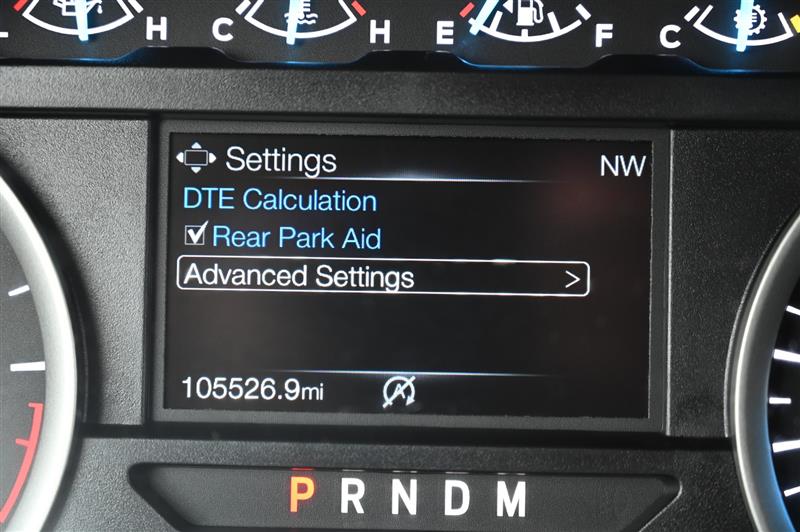 H C H E F C
Settings NW
DTE Calculation
Rear Park Aid
Advanced Settings >
105526.9mi A
P R N D M